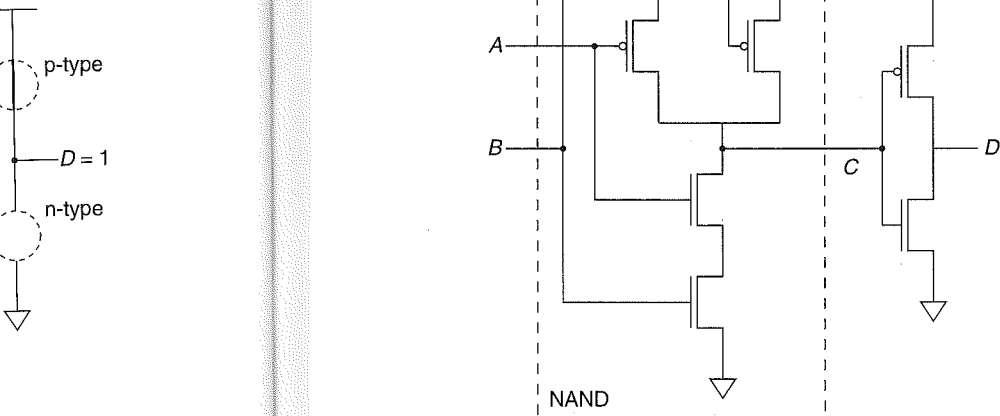 p-type
D = 1
n-type
A
B
C
D
NAND